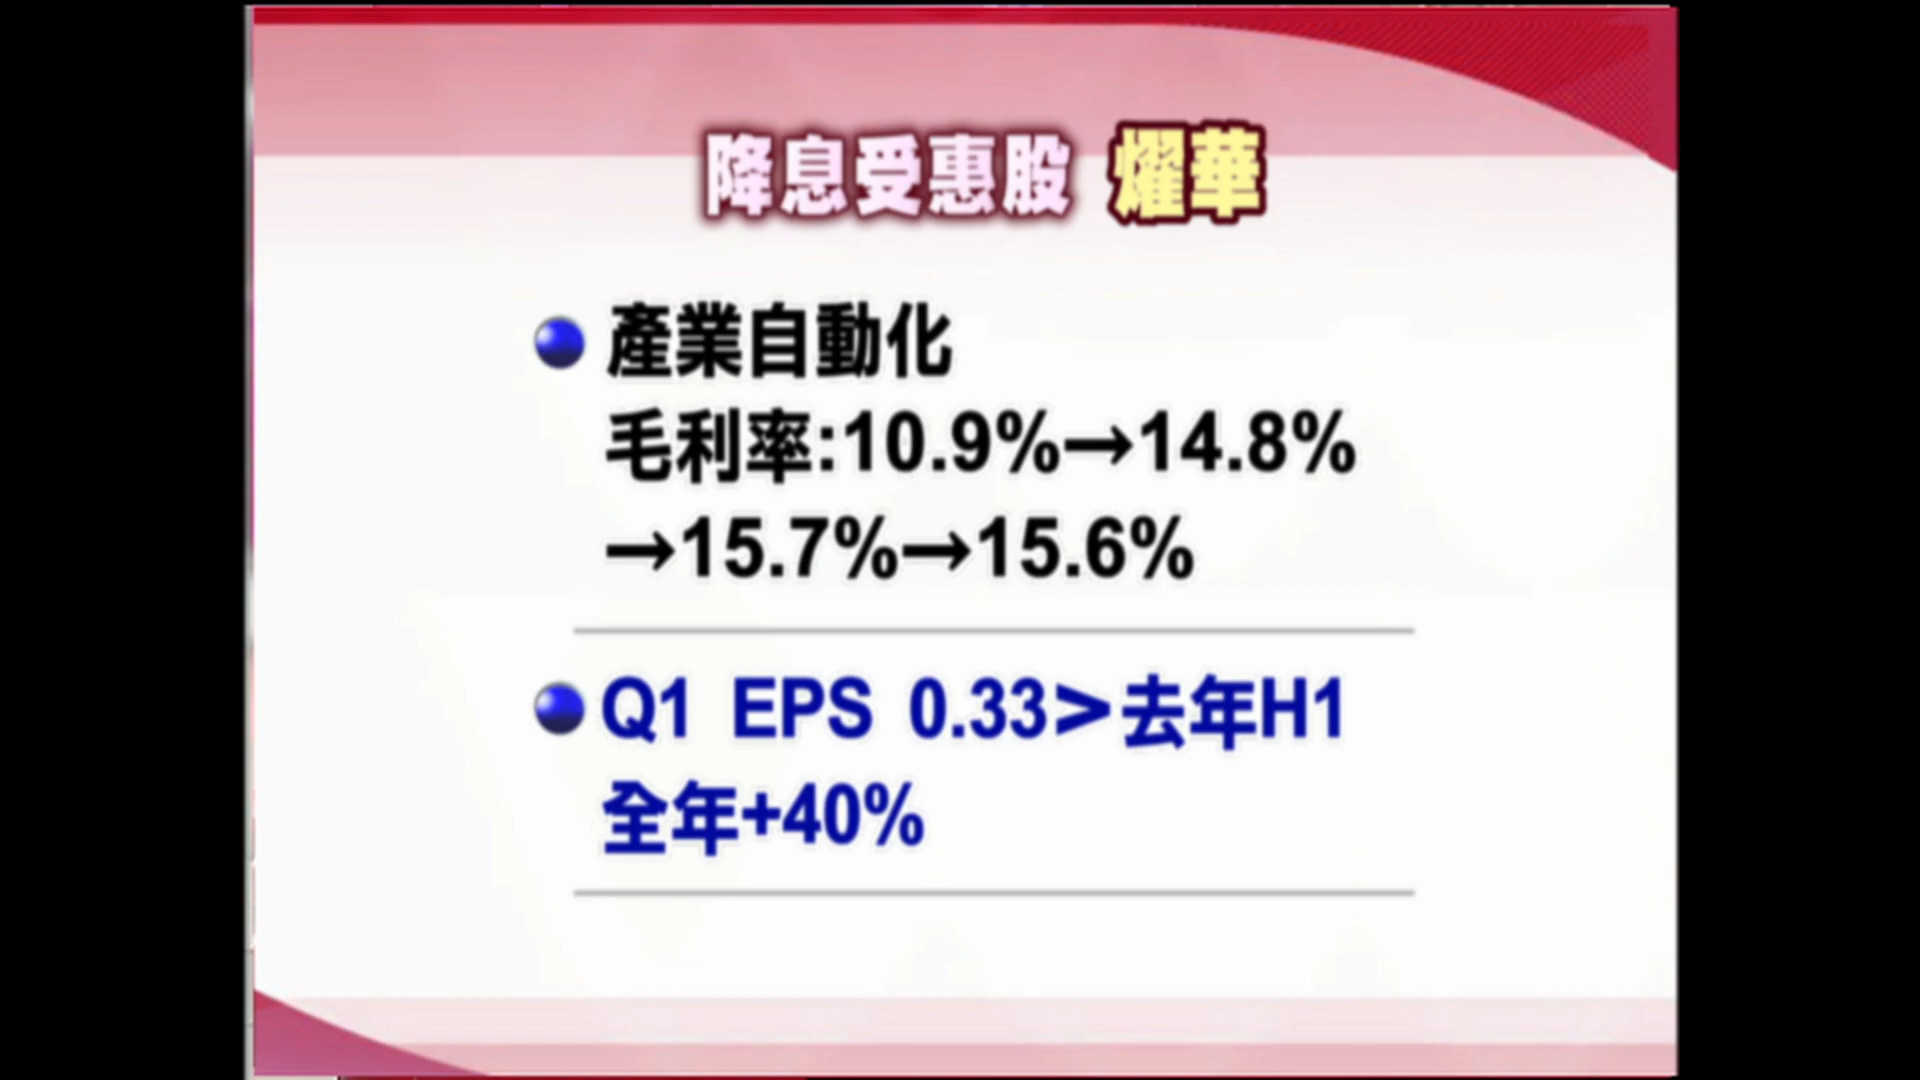 降息受惠股 燿華
產業自動化
毛利率:10.9%→14.8%
→15.7%→15.6%
Q1 EPS 0.33>去年H1
全年+40%